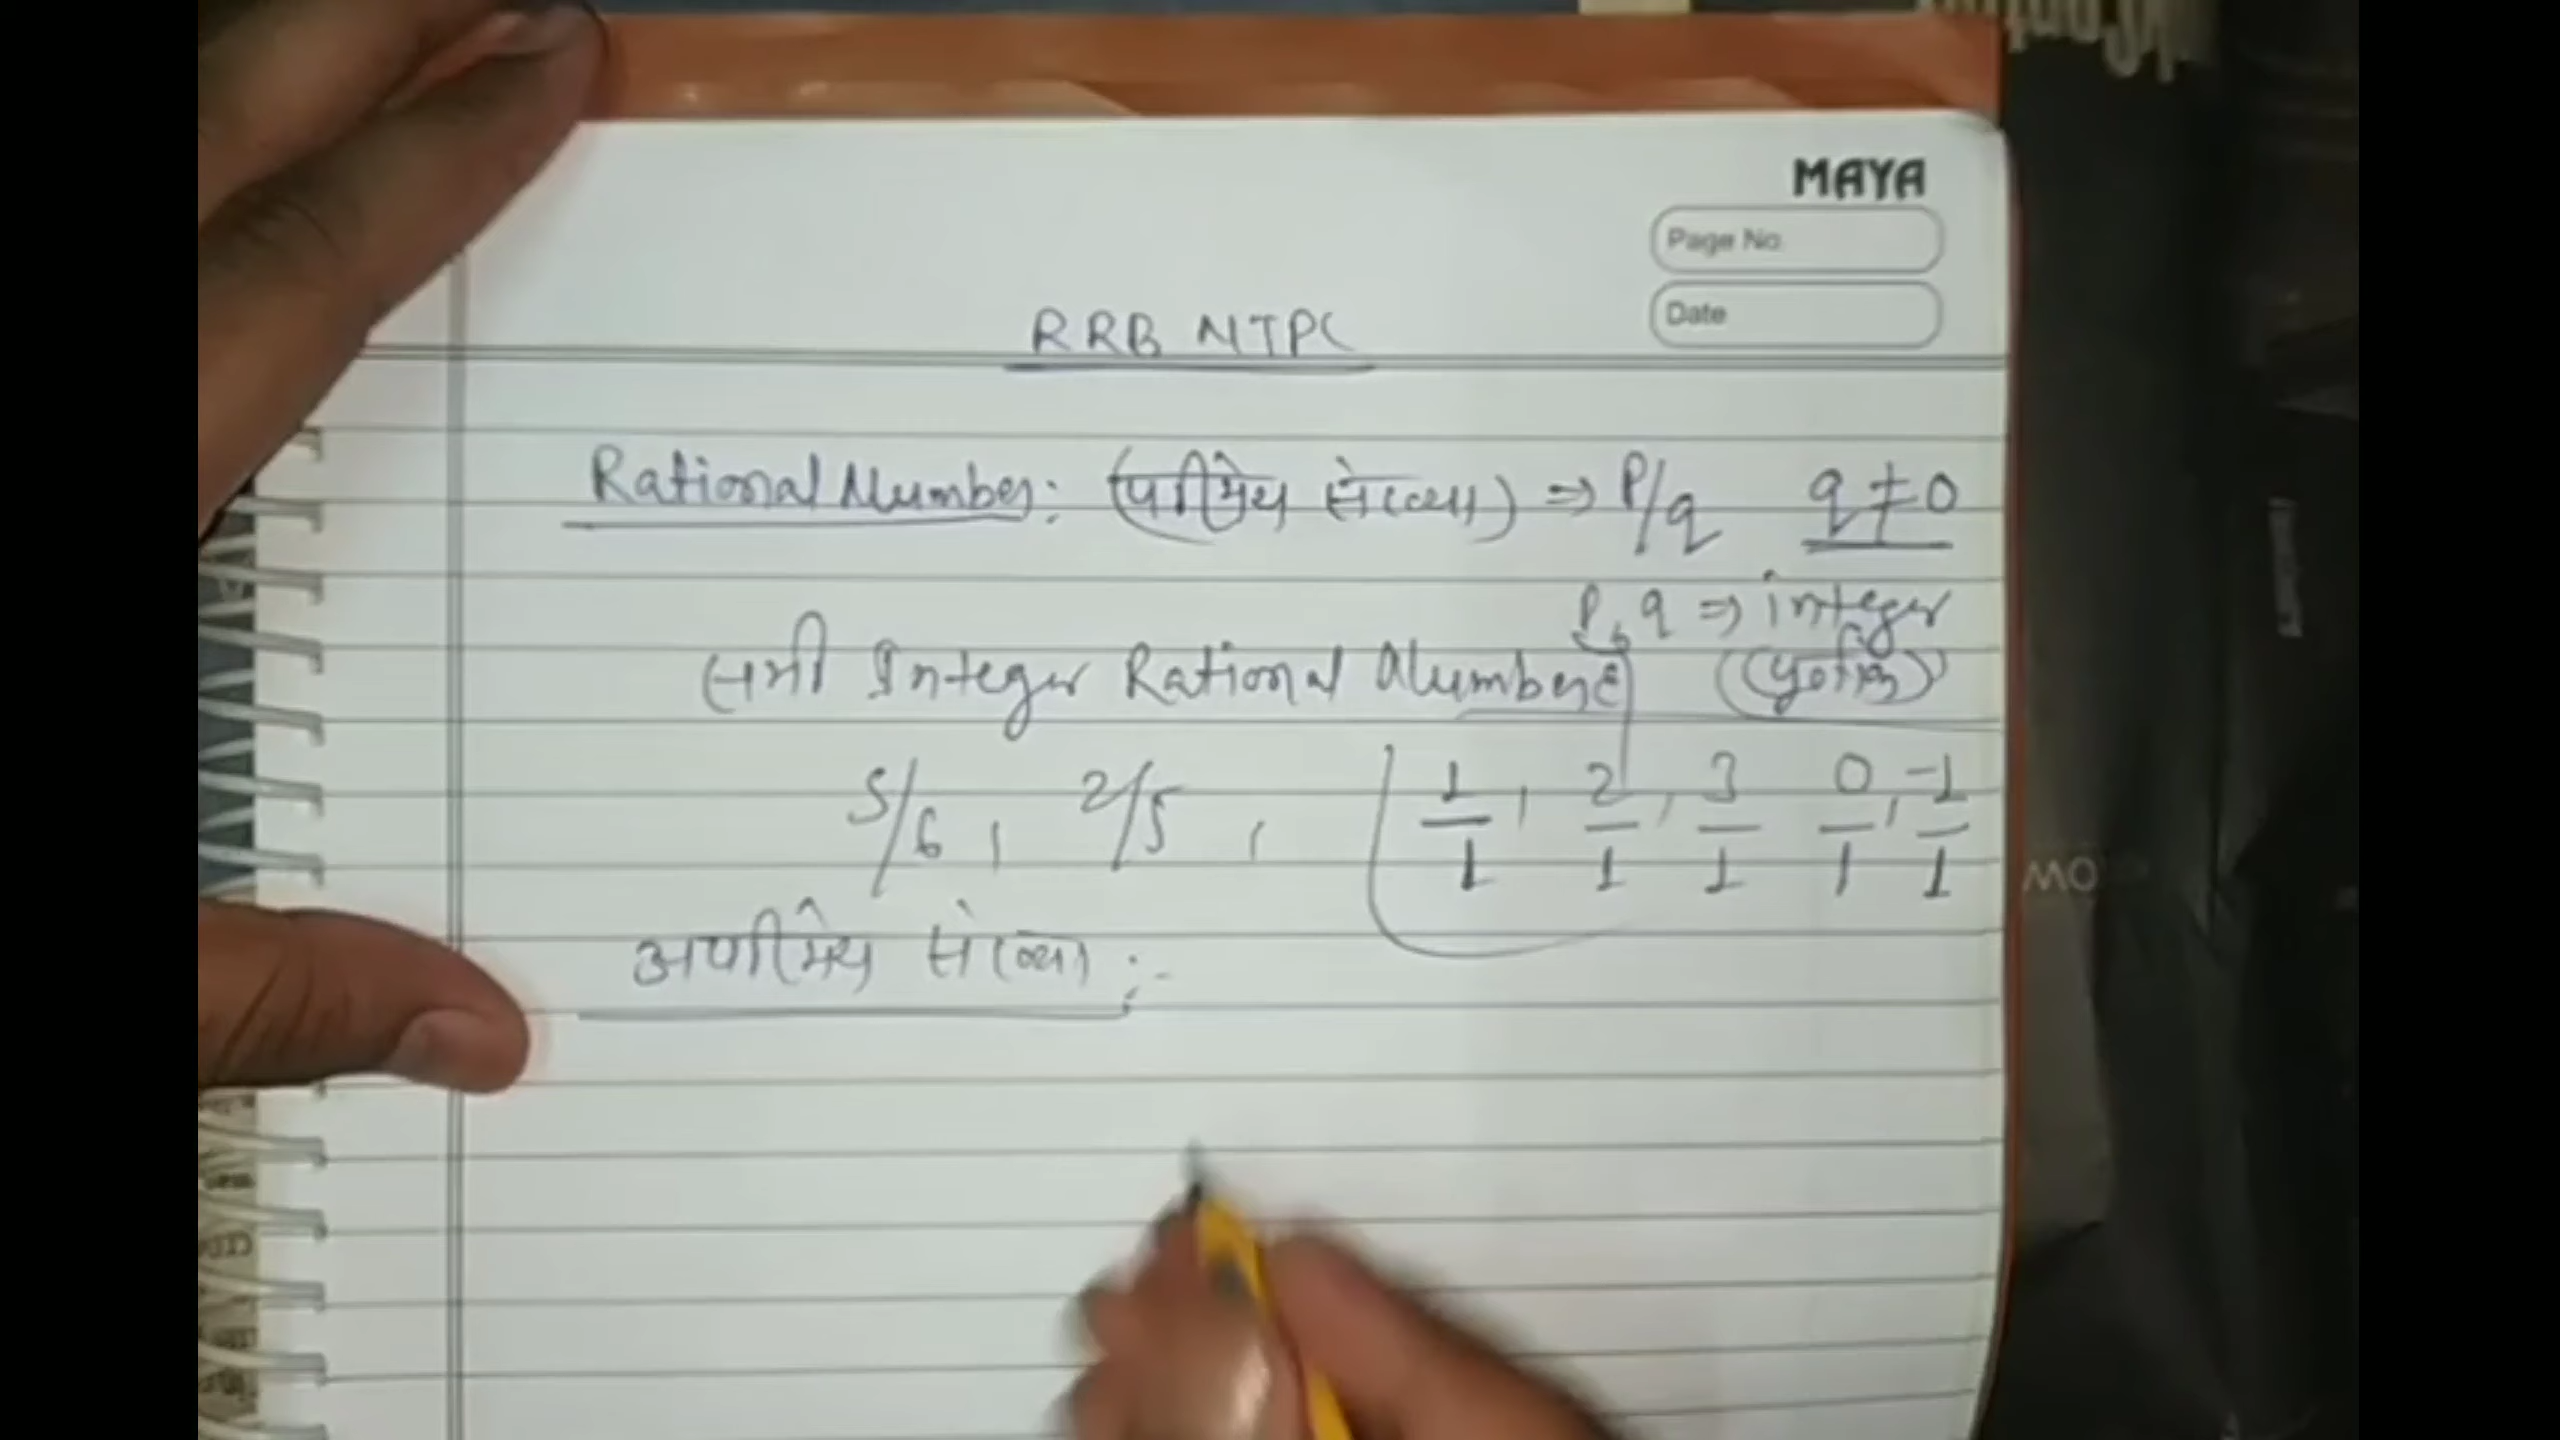 MAYA
Page No.
Date
RRB NTPC
Rational Number: (परिमेय संख्या) ⇒ P/q q ≠ 0
P, q ⇒ integer
सभी Integer Rational Number है (पूर्णांक)
5/6, 2/5, 1/1, 2/1, 3/1 0/1, -1/1
अपरिमेय संख्या :-